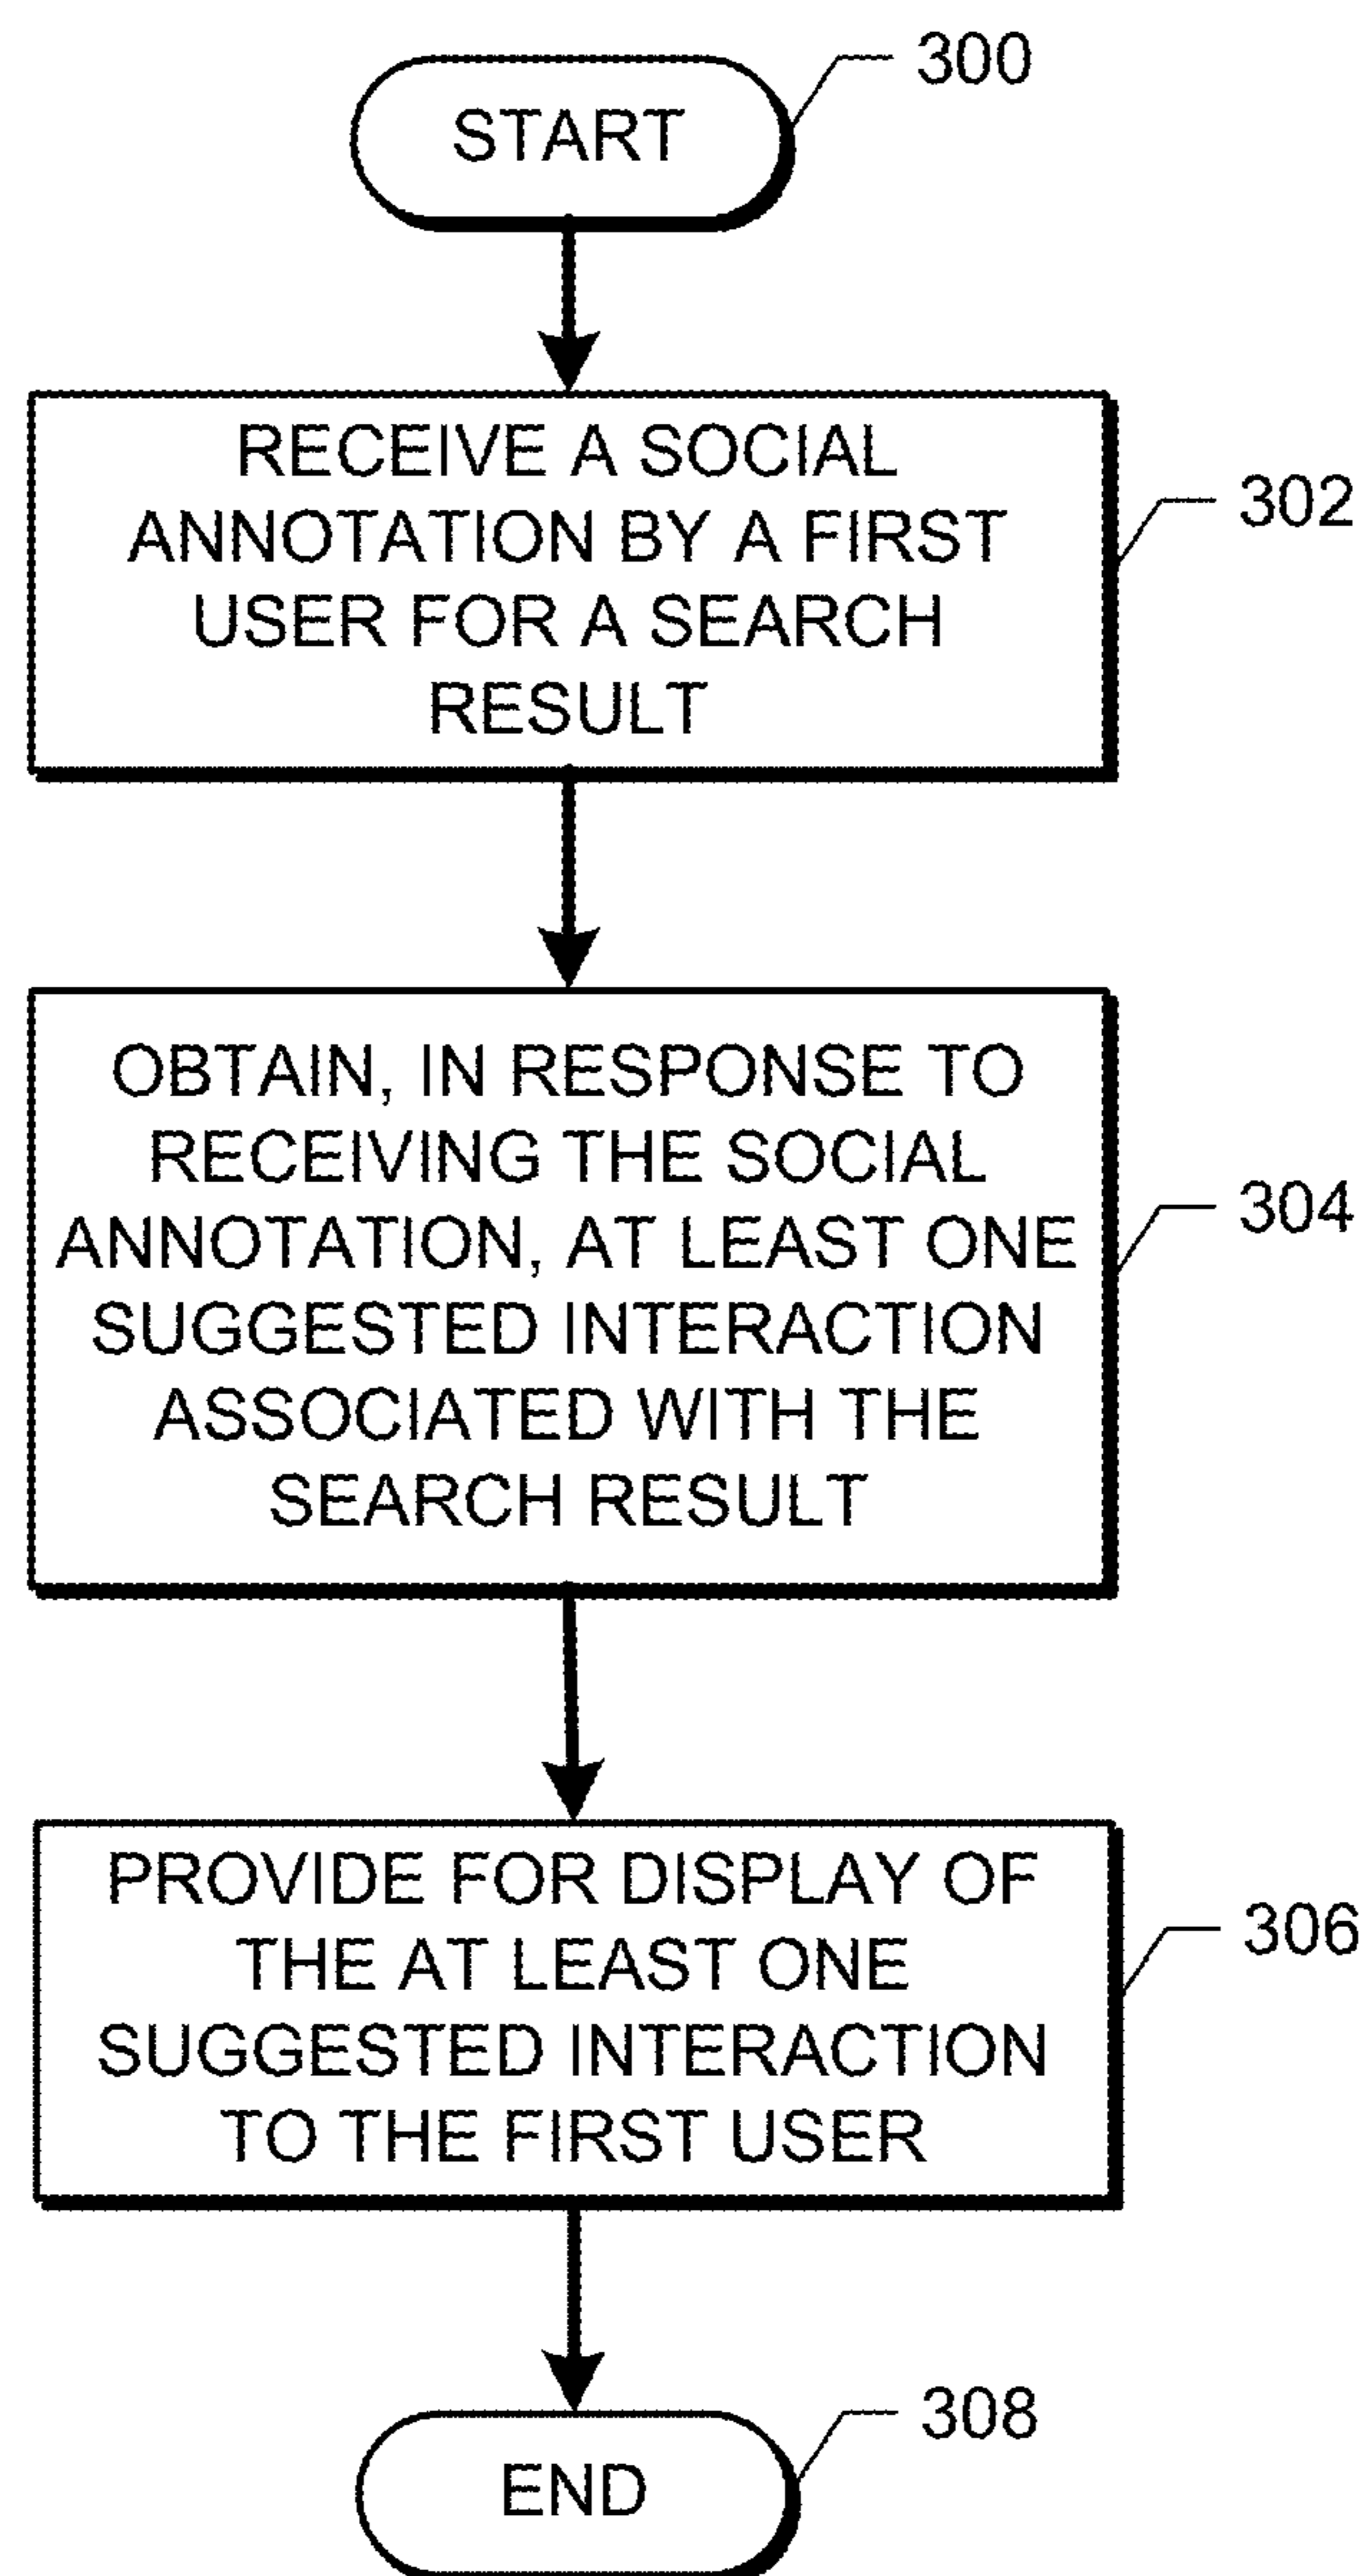 300
START
RECEIVE A SOCIAL
ANNOTATION BY A FIRST
USER FOR A SEARCH
RESULT
302
OBTAIN, IN RESPONSE TO
RECEIVING THE SOCIAL
ANNOTATION, AT LEAST ONE
SUGGESTED INTERACTION
ASSOCIATED WITH THE
SEARCH RESULT
304
PROVIDE FOR DISPLAY OF
THE AT LEAST ONE
SUGGESTED INTERACTION
TO THE FIRST USER
306
308
END